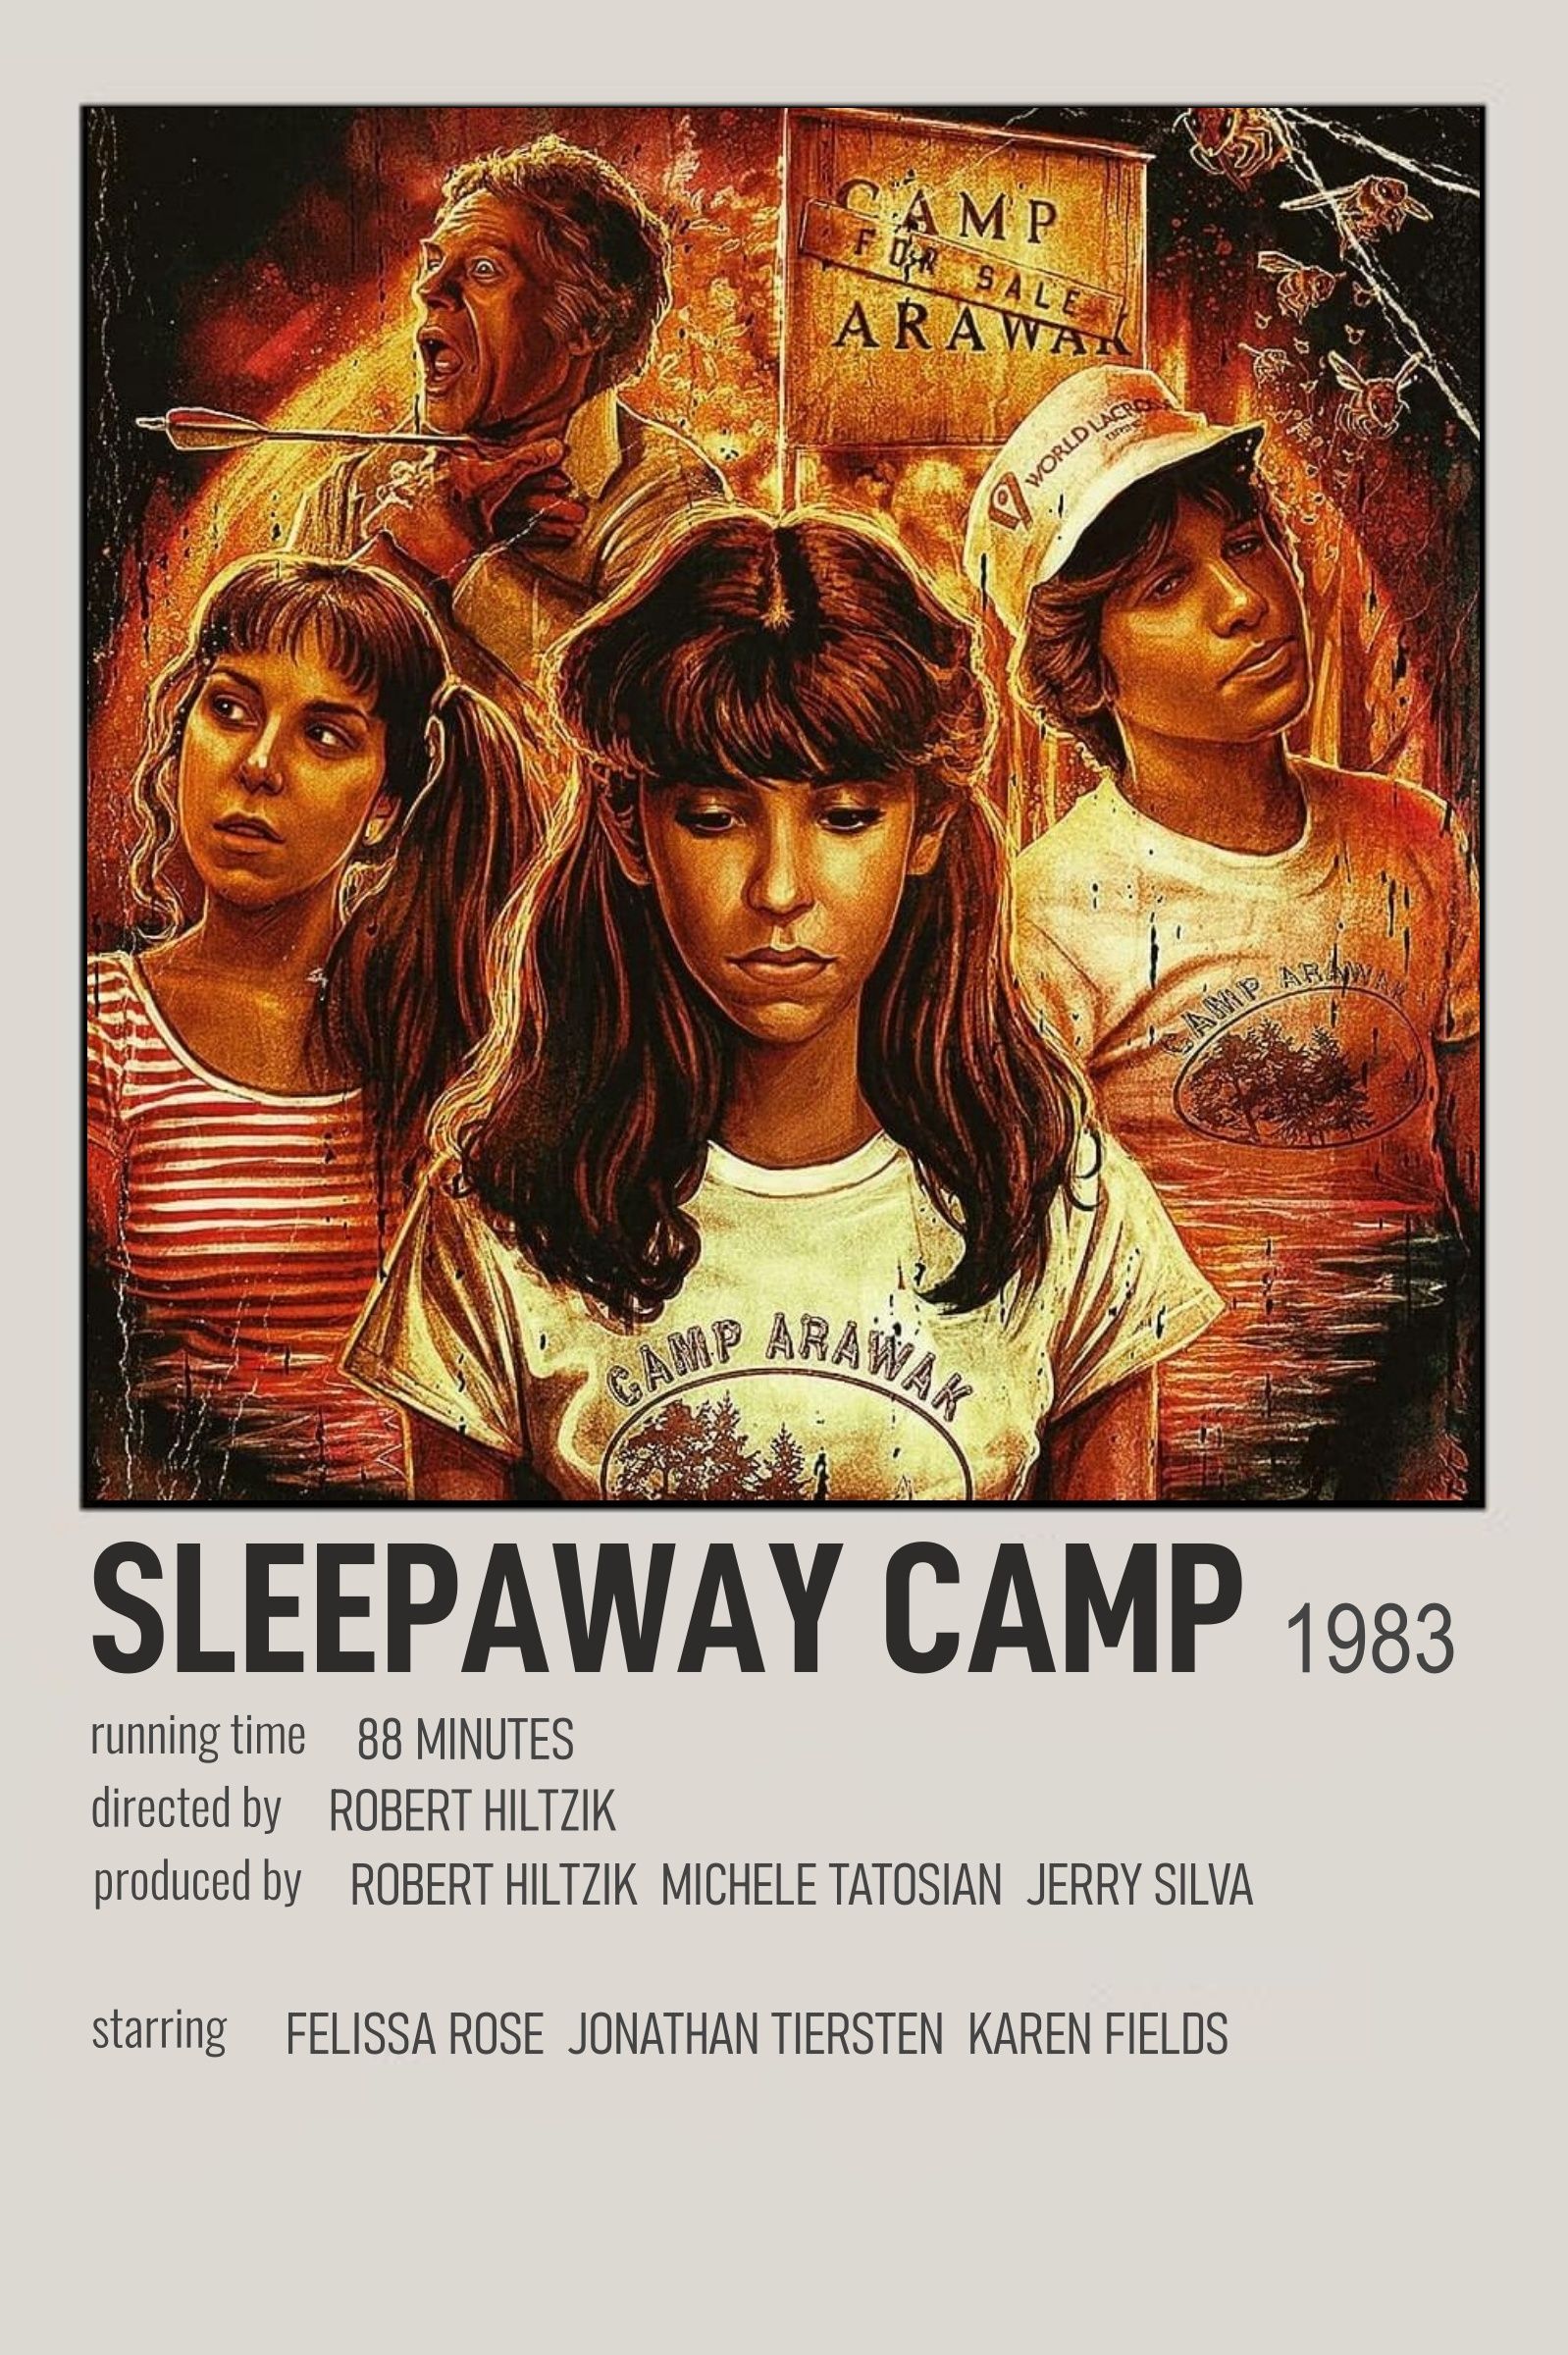 CAMP
FOR SALE
ARAWAK
WORLD LACROSSE
CAMP ARAWAK
CAMP ARAWAK
SLEEPAWAY CAMP 1983
running time 88 MINUTES
directed by ROBERT HILTZIK
produced by ROBERT HILTZIK MICHELE TATOSIAN JERRY SILVA
starring FELISSA ROSE JONATHAN TIERSTEN KAREN FIELDS